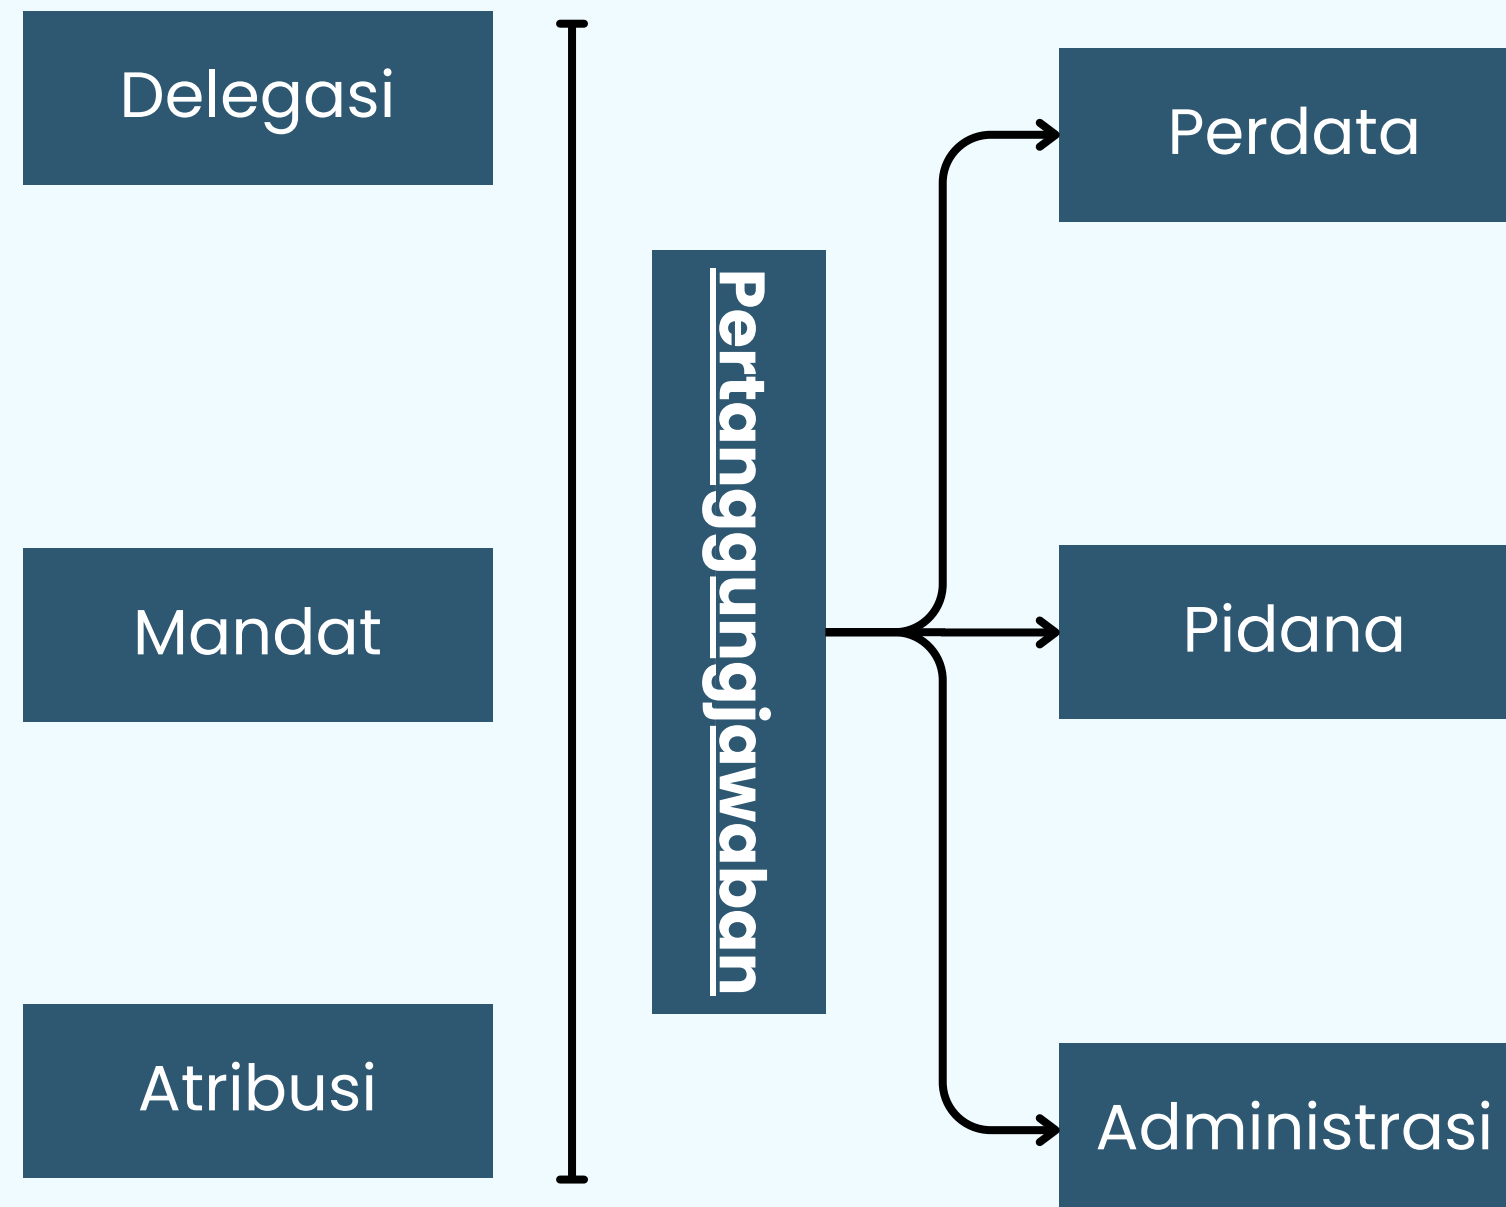 Delegasi
Mandat
Atribusi
Pertanggungjawaban
Perdata
Pidana
Administrasi